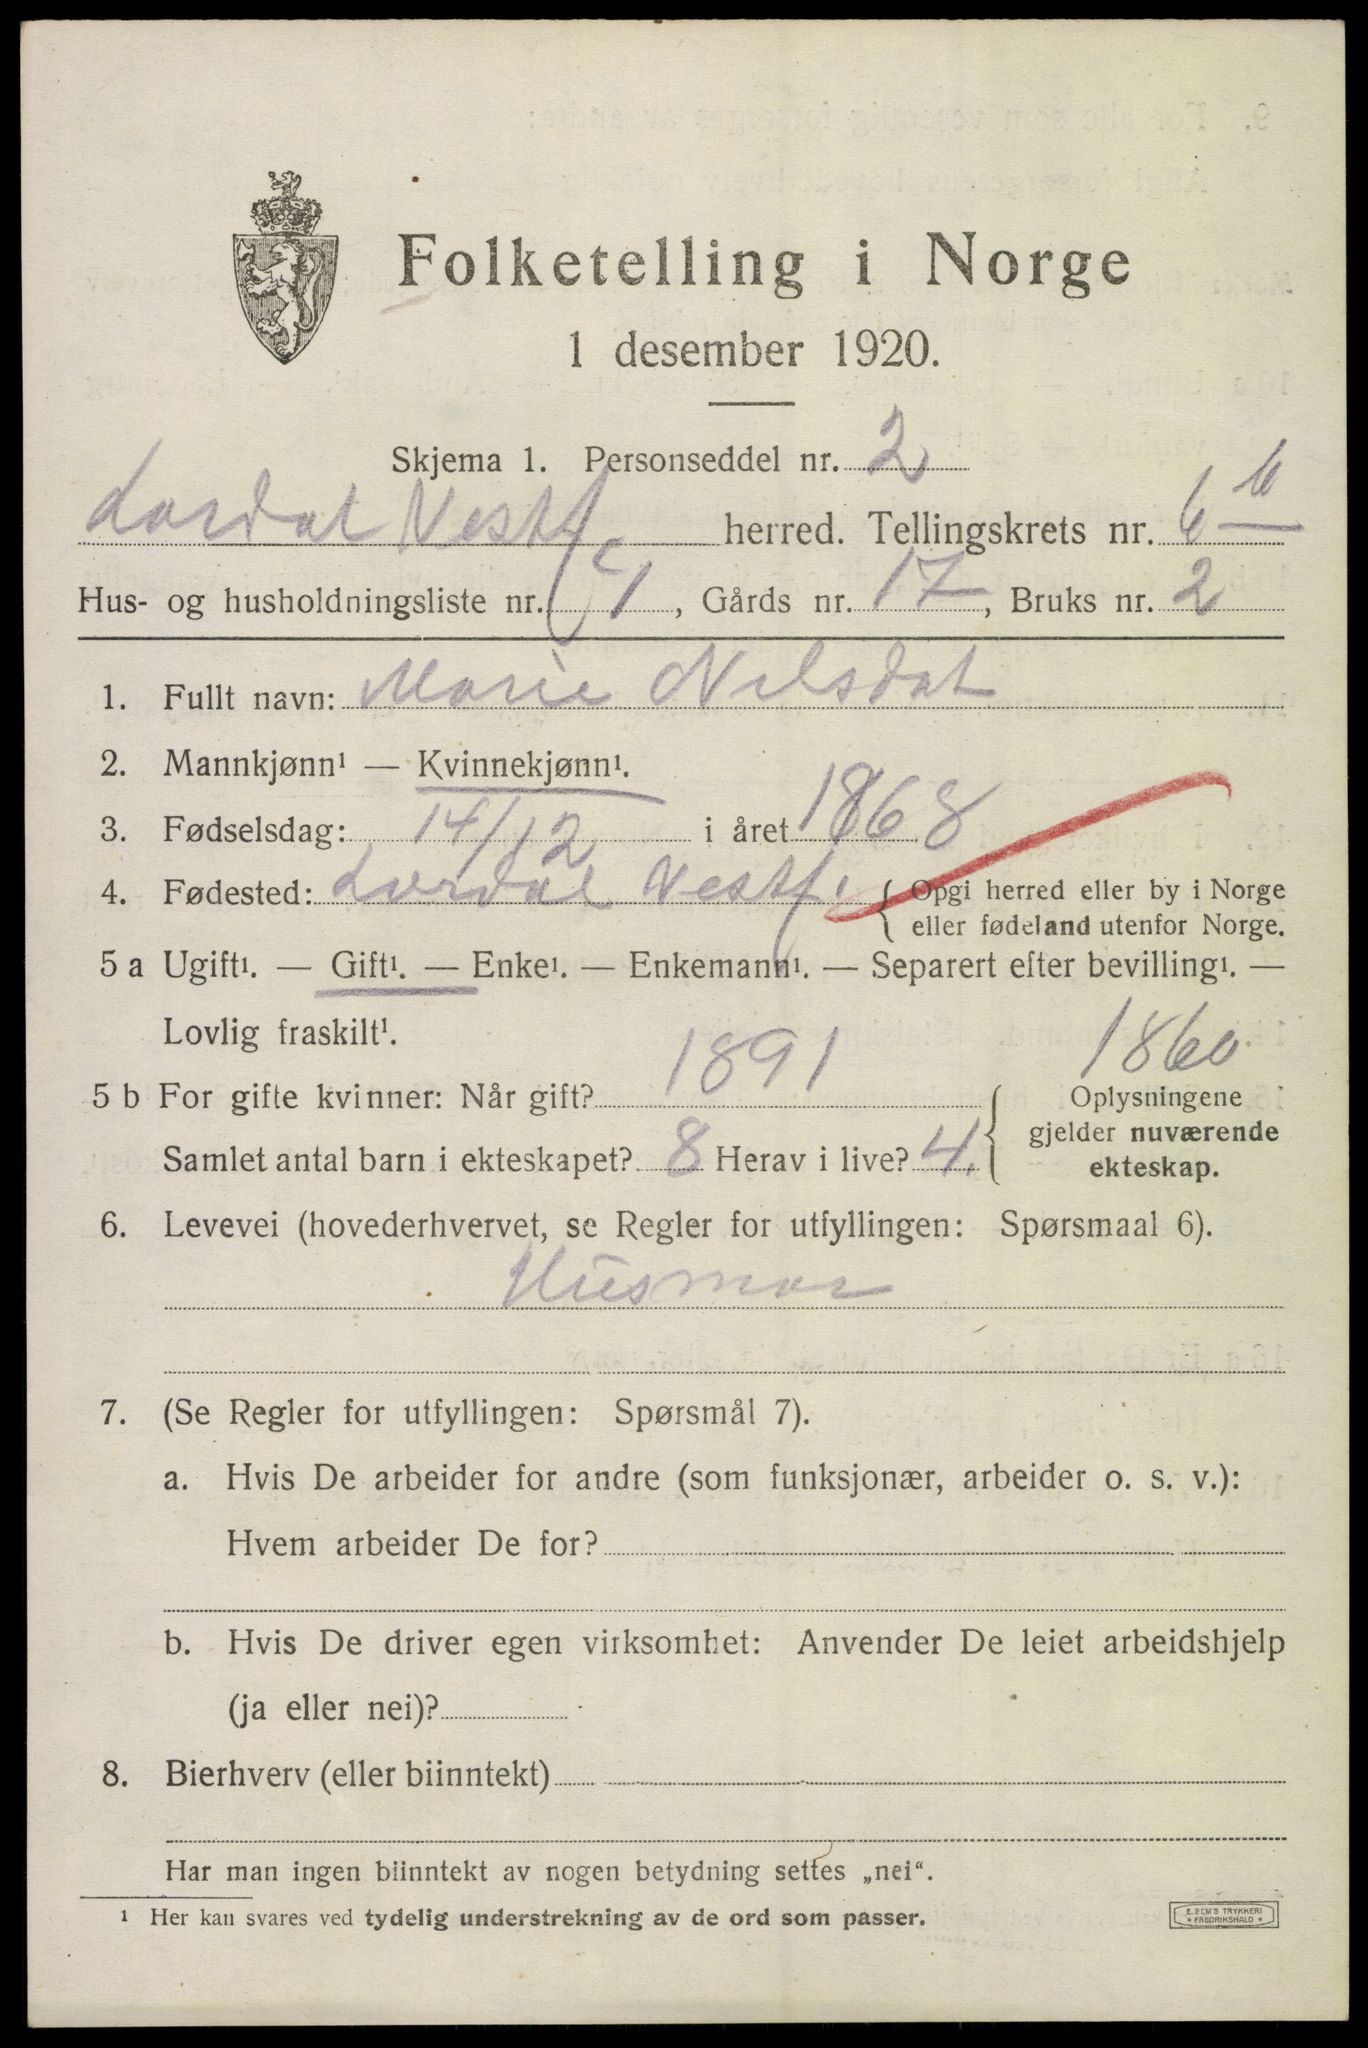 Folketelling i Norge
1 desember 1920.
Skjema 1. Personseddel nr. 2
Lardal Vestf. herred. Tellingskrets nr. 6 b
Hus- og husholdningsliste nr. 1, Gårds nr. 17, Bruks nr. 2
1. Fullt navn: Marie Nilsdat
2. Mannkjønn¹ — Kvinnekjønn¹.
3. Fødselsdag: 14/12 i året 1868
4. Fødested: Lardal Vestf. { Opgi herred eller by i Norge
eller fødeland utenfor Norge.
5 a Ugift¹. — Gift¹. — Enke¹. — Enkemann¹. — Separert efter bevilling¹. —
Lovlig fraskilt¹.
1860
5 b For gifte kvinner: Når gift? 1891 { Oplysningene
gjelder nuværende
Samlet antal barn i ekteskapet? 8 Herav i live? 4.
ekteskap.
6. Levevei (hovederhvervet, se Regler for utfyllingen: Spørsmaal 6).
Husmor
7. (Se Regler for utfyllingen: Spørsmål 7).
a. Hvis De arbeider for andre (som funksjonær, arbeider o. s. v.):
Hvem arbeider De for?
b. Hvis De driver egen virksomhet: Anvender De leiet arbeidshjelp
(ja eller nei)?
8. Bierhverv (eller biinntekt)
Har man ingen biinntekt av nogen betydning settes „nei“.
¹ Her kan svares ved tydelig understrekning av de ord som passer.
E. SEM'S TRYKKERI
* FREDRIKSHALD *